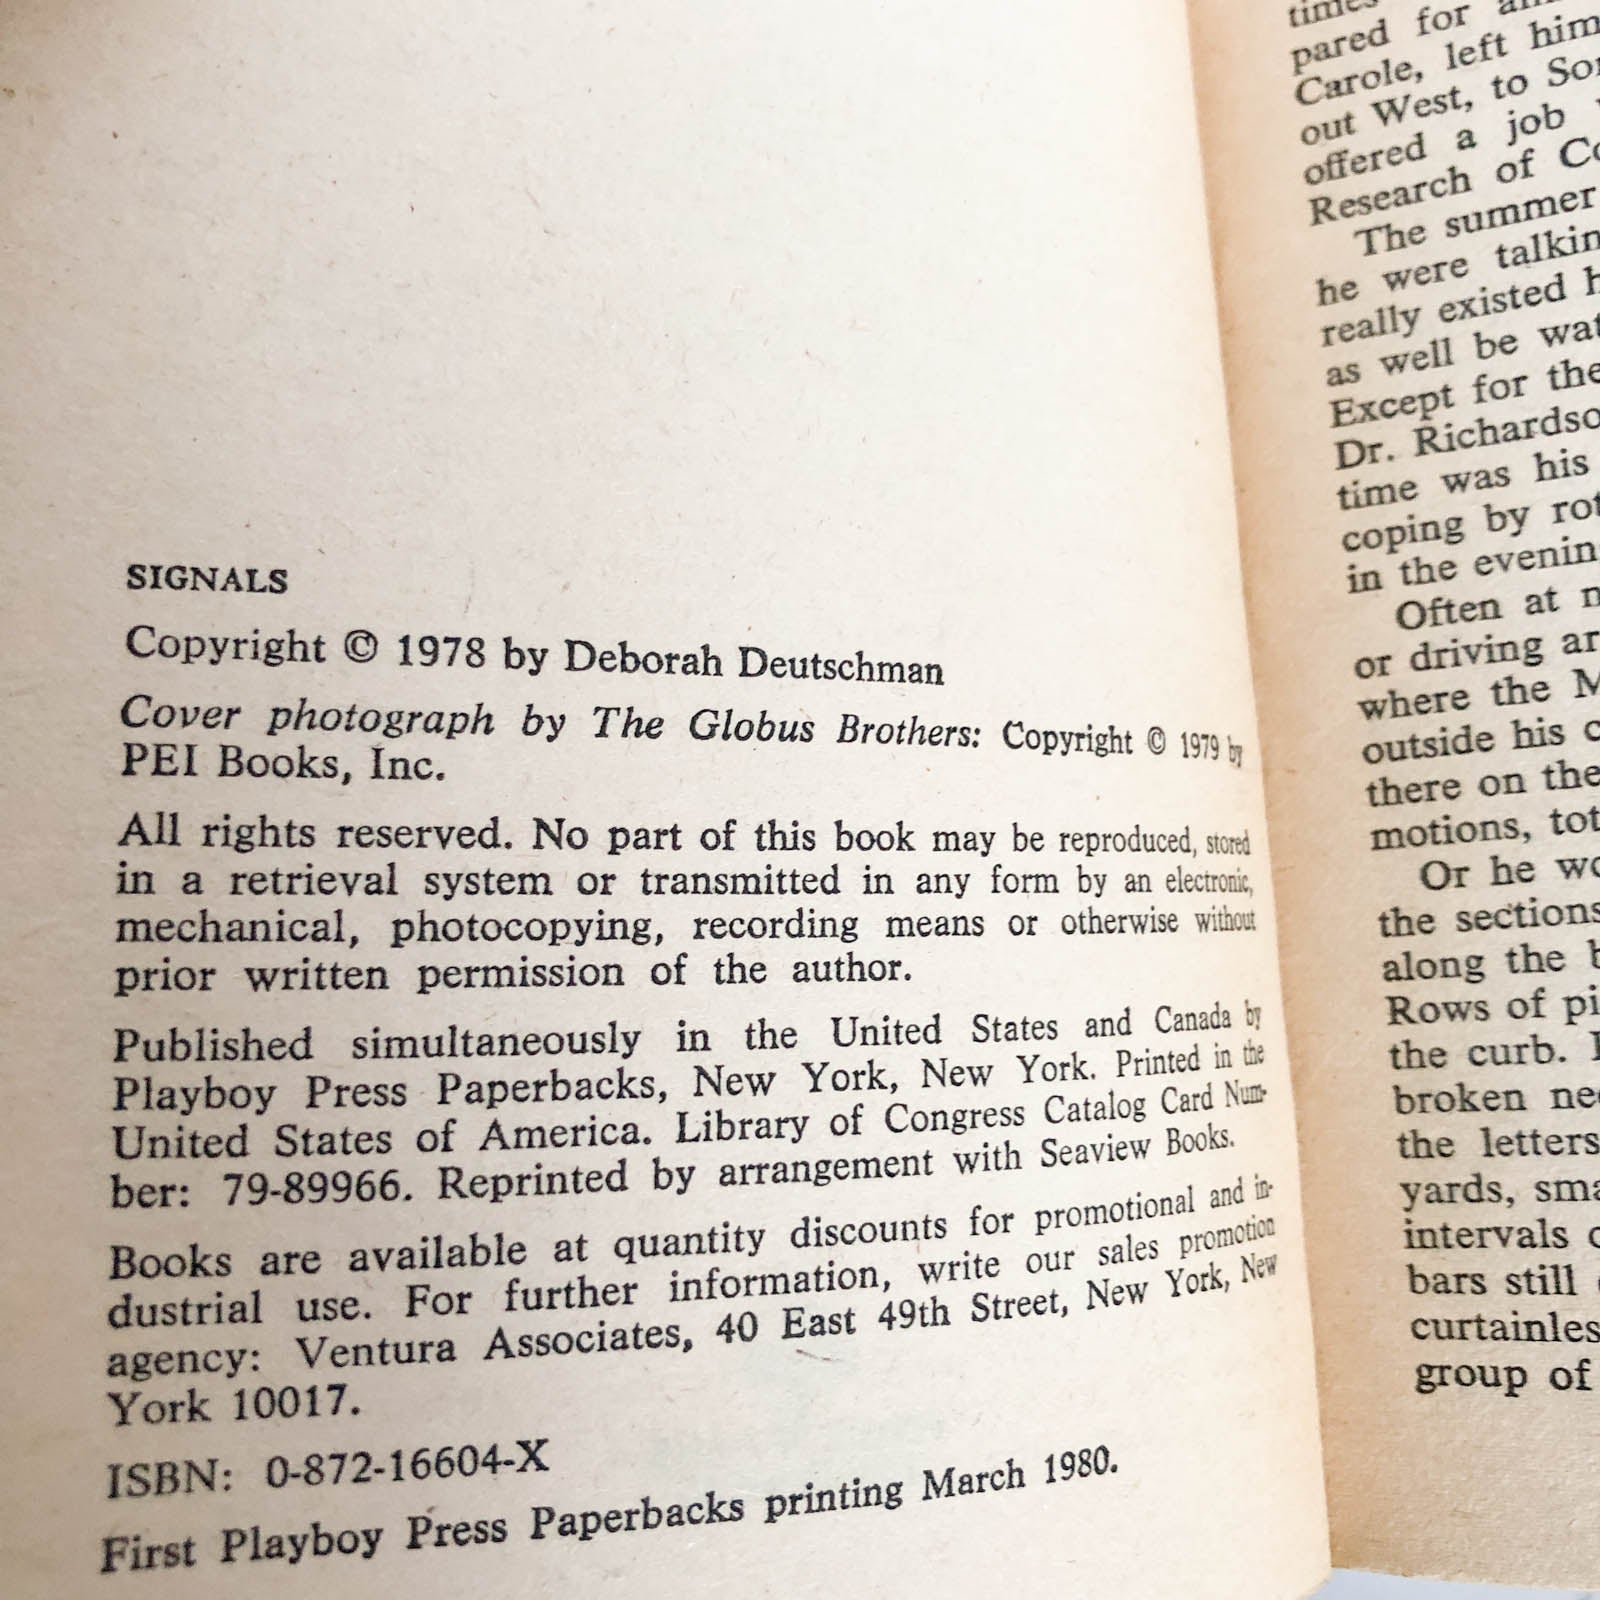 SIGNALS
Copyright © 1978 by Deborah Deutschman
Cover photograph by The Globus Brothers: Copyright © 1979 by
PEI Books, Inc.
All rights reserved. No part of this book may be reproduced, stored
in a retrieval system or transmitted in any form by an electronic,
mechanical, photocopying, recording means or otherwise without
prior written permission of the author.
Published simultaneously in the United States and Canada by
Playboy Press Paperbacks, New York, New York. Printed in the
United States of America. Library of Congress Catalog Card Num-
ber: 79-89966. Reprinted by arrangement with Seaview Books.
Books are available at quantity discounts for promotional and in-
dustrial use. For further information, write our sales promotion
agency: Ventura Associates, 40 East 49th Street, New York, New
York 10017.
ISBN: 0-872-16604-X
First Playboy Press Paperbacks printing March 1980.
times
pared for
Carole, left him
out West, to
offered a job
Research of
The summer
he were
really existed
as well be
Except for the
Dr.
time was his
coping by
in the
Often at
or driving
where the
outside his
there on the
motions,
Or he
the sections
along the
Rows of
the curb.
broken
the letters
yards,
intervals
bars still
group of